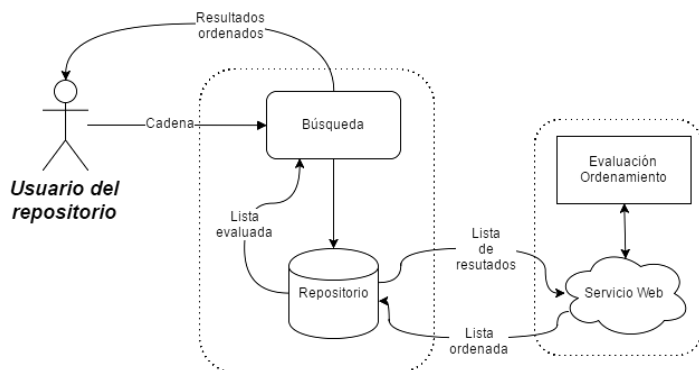 Resultados
ordenados
Cadena
Búsqueda
Usuario del
repositorio
Lista
evaluada
Repositorio
Lista
de
resutados
Lista
ordenada
Evaluación
Ordenamiento
Servicio Web